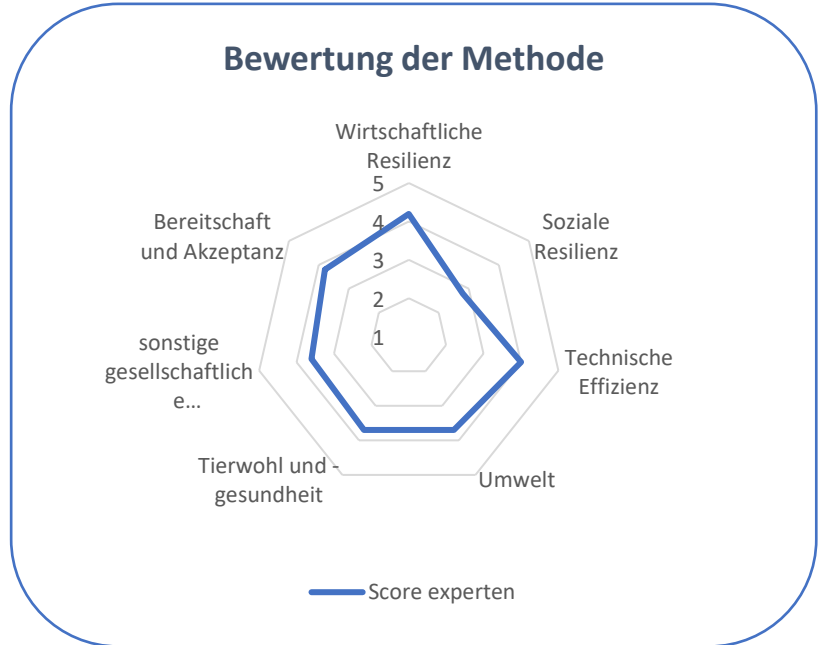 Bewertung der Methode
Wirtschaftliche
Resilienz
5
4
3
2
1
Soziale
Resilienz
Technische
Effizienz
Umwelt
Tierwohl und -
gesundheit
sonstige
gesellschaftlich
e...
Bereitschaft
und Akzeptanz
Score experten